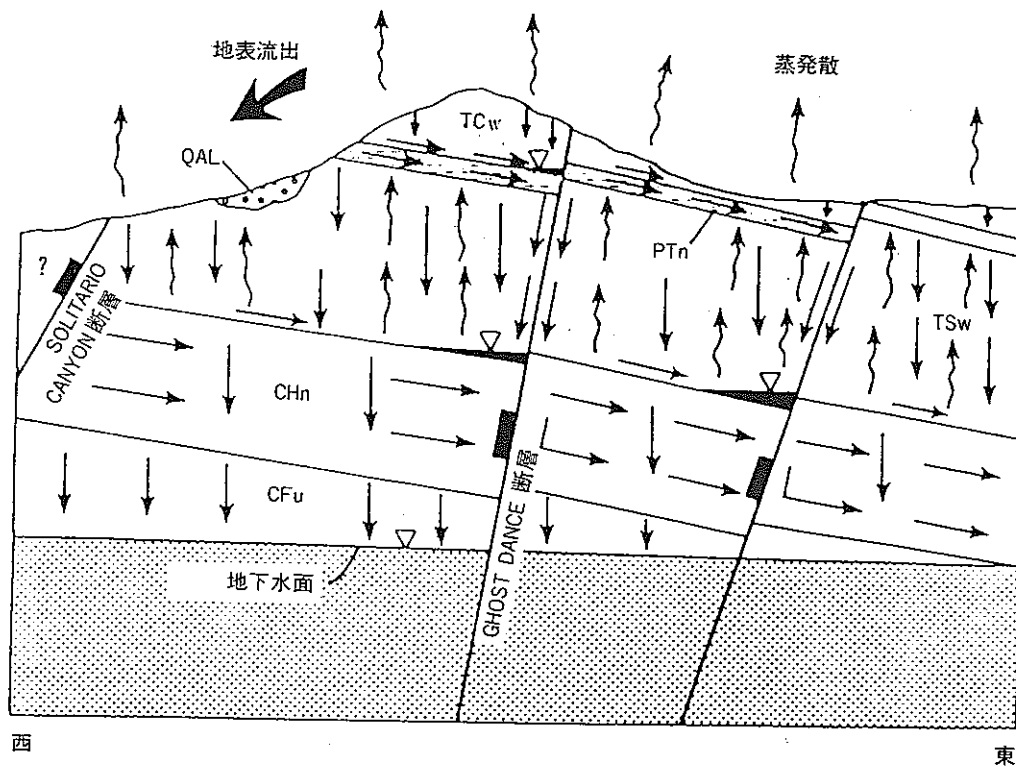 地表流出
蒸発散
TCw
QAL
PTn
?
SOLITARIO
CANYON 断層
TSw
CHn
GHOST DANCE 断層
CFu
地下水面
西
東